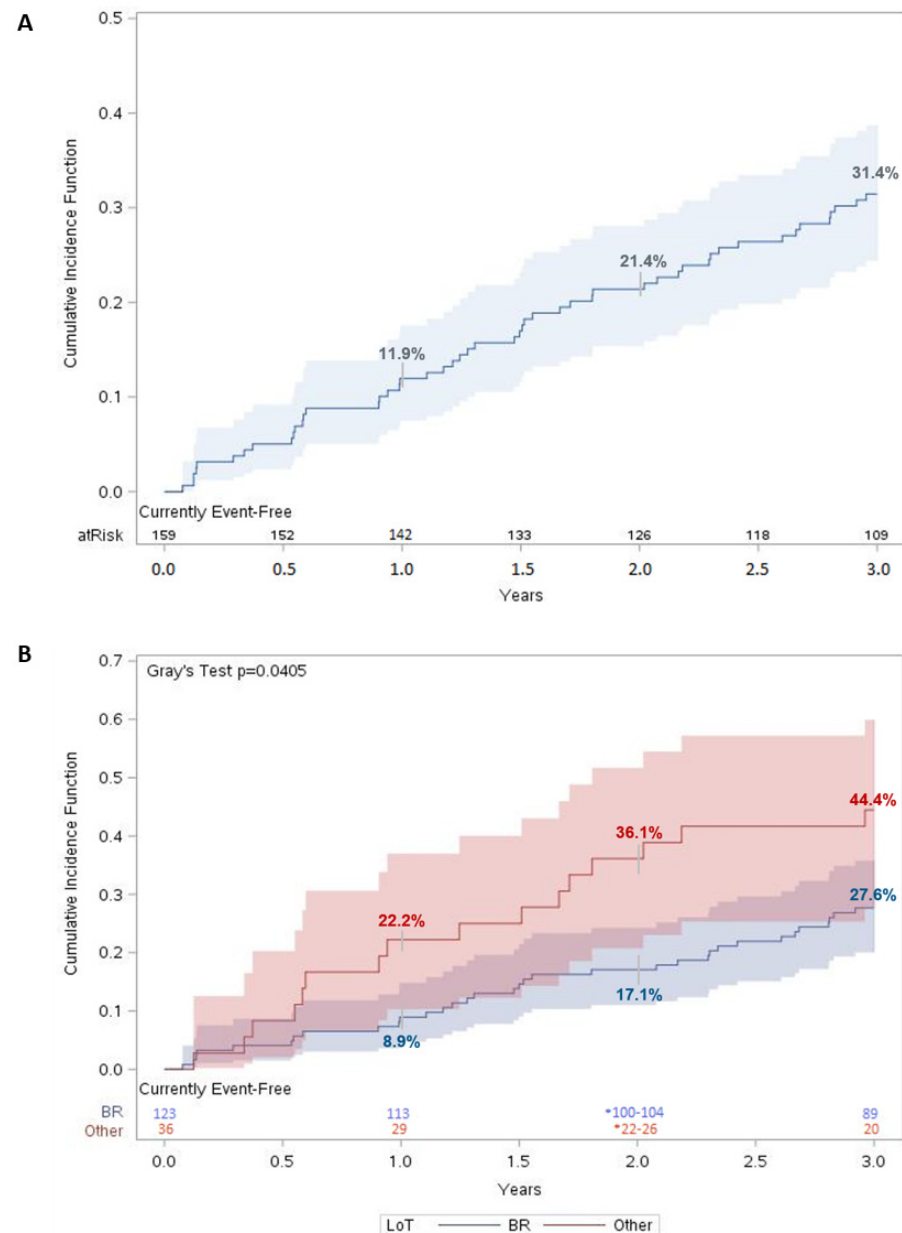 A
0.5
0.4
0.3
0.2
0.1
0.0
Cumulative Incidence Function
31.4%
21.4%
11.9%
Currently Event-Free
atRisk 159 152 142 133 126 118 109
0.0 0.5 1.0 1.5 2.0 2.5 3.0
Years
B
Gray's Test p=0.0405
0.7
0.6
0.5
0.4
0.3
0.2
0.1
0.0
Cumulative Incidence Function
44.4%
36.1%
27.6%
22.2%
17.1%
8.9%
Currently Event-Free
BR 123 113 *100-104 89
Other 36 29 *22-26 20
0.0 0.5 1.0 1.5 2.0 2.5 3.0
Years
LoT BR Other